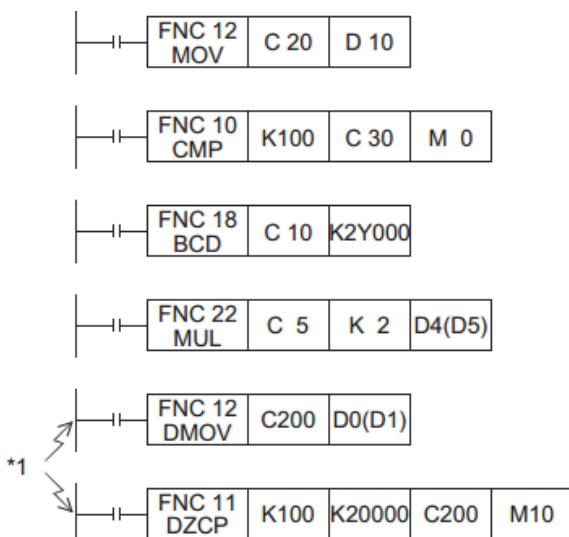 FNC 12
MOV
C 20
D 10
FNC 10
CMP
K100
C 30
M 0
FNC 18
BCD
C 10
K2Y000
FNC 22
MUL
C 5
K 2
D4(D5)
FNC 12
DMOV
C200
D0(D1)
*1
FNC 11
DZCP
K100
K20000
C200
M10